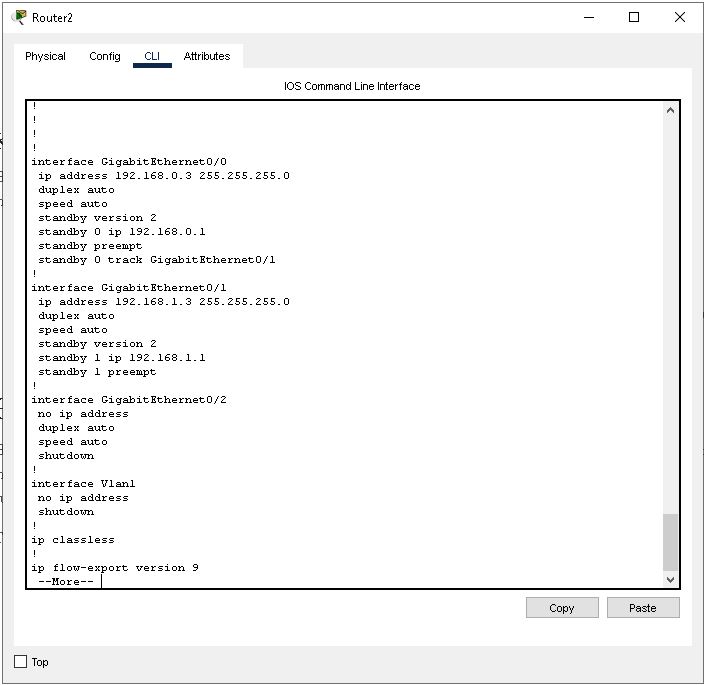 Router2
Physical Config CLI Attributes
IOS Command Line Interface
!
!
!
!
interface GigabitEthernet0/0
ip address 192.168.0.3 255.255.255.0
duplex auto
speed auto
standby version 2
standby 0 ip 192.168.0.1
standby preempt
standby 0 track GigabitEthernet0/1
!
interface GigabitEthernet0/1
ip address 192.168.1.3 255.255.255.0
duplex auto
speed auto
standby version 2
standby 1 ip 192.168.1.1
standby 1 preempt
!
interface GigabitEthernet0/2
no ip address
duplex auto
speed auto
shutdown
!
interface Vlan1
no ip address
shutdown
!
ip classless
!
ip flow-export version 9
--More--
Copy Paste
Top